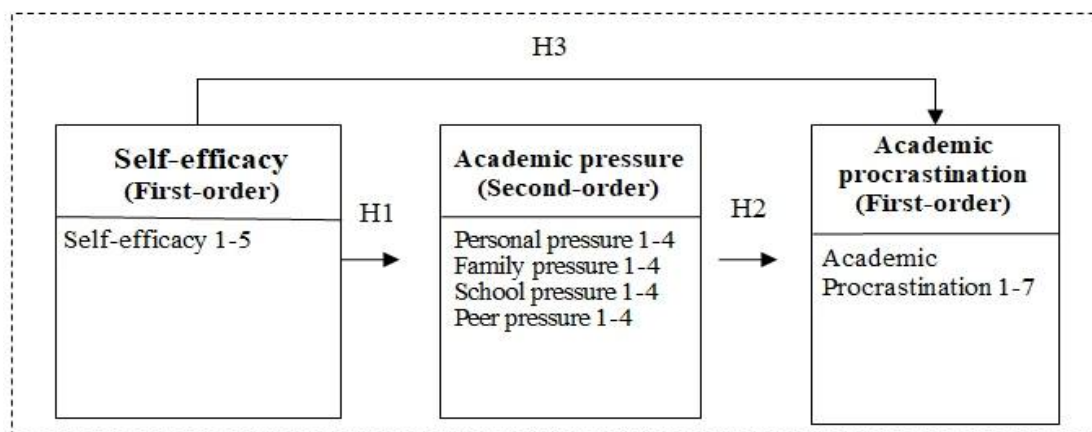 H3
Self-efficacy
(First-order)
Self-efficacy 1-5
H1
Academic pressure
(Second-order)
Personal pressure 1-4
Family pressure 1-4
School pressure 1-4
Peer pressure 1-4
H2
Academic
procrastination
(First-order)
Academic
Procrastination 1-7